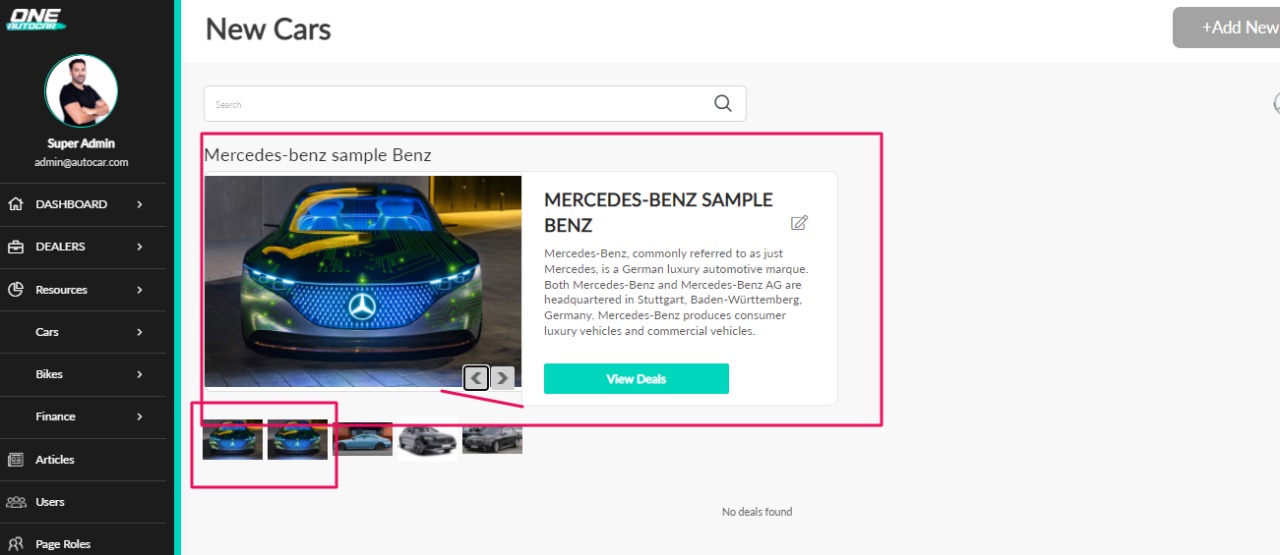 ONE
AUTOCAR
Super Admin
admin@autocar.com
DASHBOARD
DEALERS
Resources
Cars
Bikes
Finance
Articles
Users
Page Roles
New Cars
+Add New
Search
Mercedes-benz sample Benz
MERCEDES-BENZ SAMPLE
BENZ
Mercedes-Benz, commonly referred to as just
Mercedes, is a German luxury automotive marque.
Both Mercedes-Benz and Mercedes-Benz AG are
headquartered in Stuttgart, Baden-Württemberg,
Germany. Mercedes-Benz produces consumer
luxury vehicles and commercial vehicles.
View Deals
No deals found